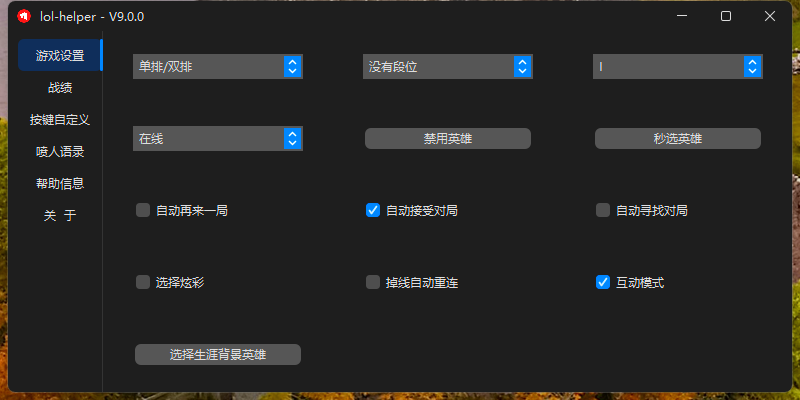 lol-helper - V9.0.0
游戏设置
战绩
按键自定义
喷人语录
帮助信息
关 于
单排/双排
没有段位
I
在线
禁用英雄
秒选英雄
自动再来一局
自动接受对局
自动寻找对局
选择炫彩
掉线自动重连
互动模式
选择生涯背景英雄